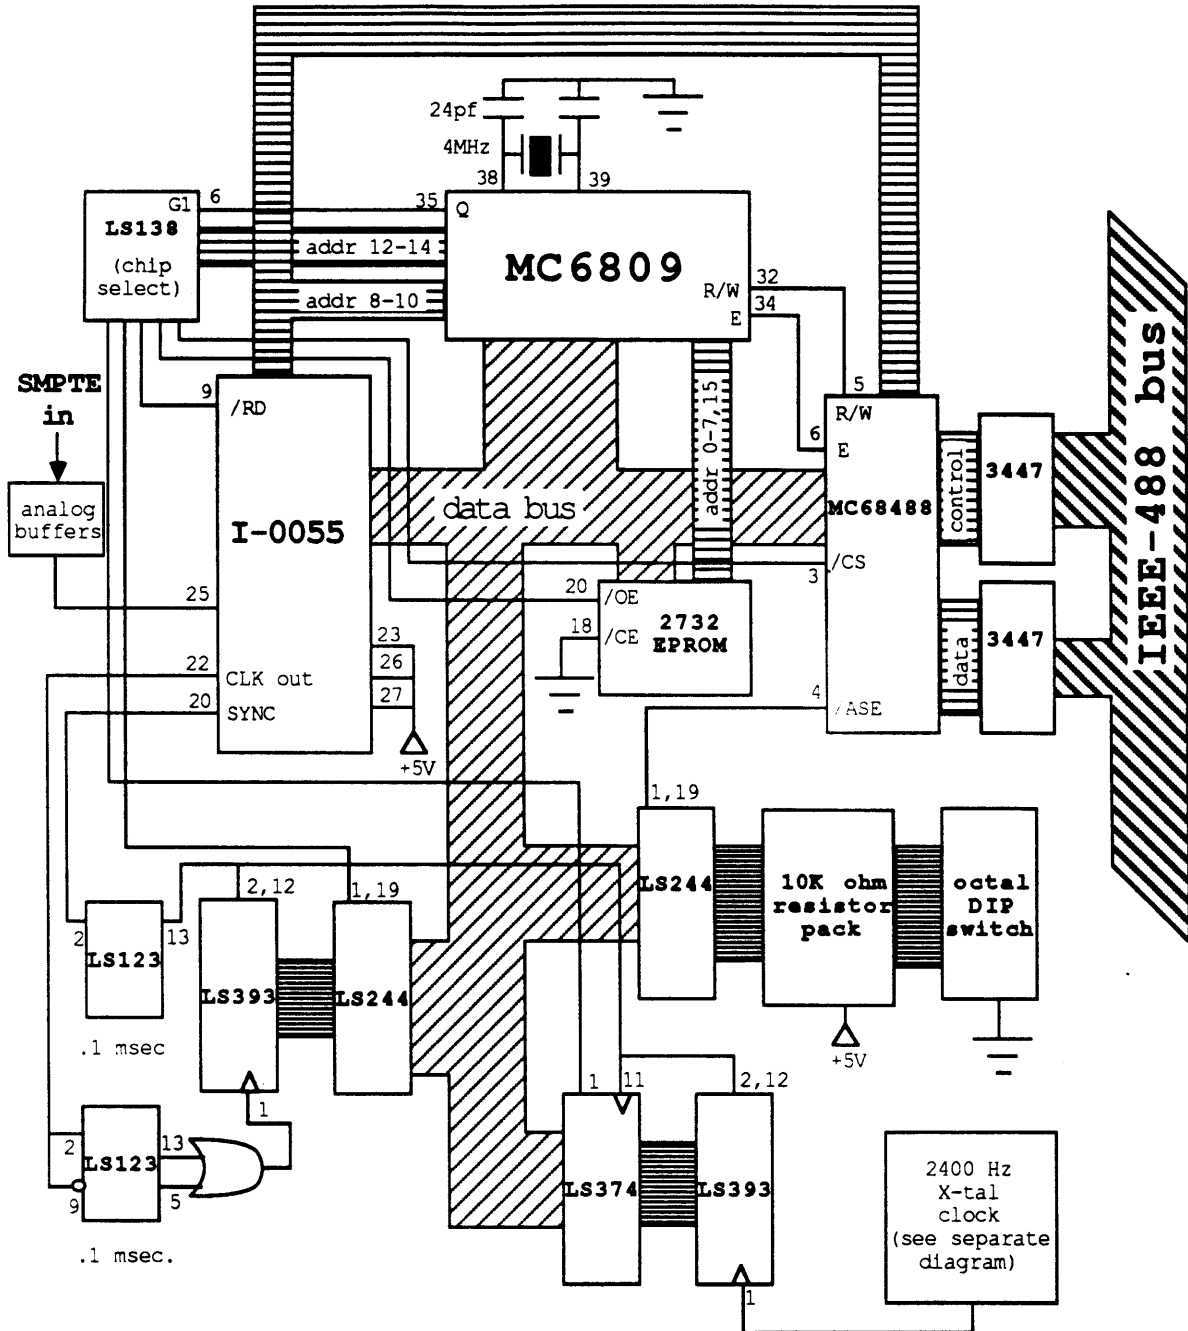 24pf
4MHz
38
39
G1
6
35
Q
LS138
(chip
select)
addr 12-14
addr 8-10
MC6809
R/W
32
34
E
SMPTE
in
9
/RD
5
R/W
6
E
addr 0-7,15
control
3447
IEEE-488 bus
analog
buffers
I-0055
data bus
MC68488
/CS
3
25
20
/OE
18
/CE
2732
EPROM
data
3447
23
26
27
22
CLK out
20
SYNC
4
/ASE
+5V
1,19
LS244
10K ohm
resistor
pack
octal
DIP
switch
2,12
1,19
2
13
LS123
LS393
LS244
.1 msec
+5V
1
1
11
2,12
2
13
LS123
9
5
LS374
LS393
2400 Hz
X-tal
clock
(see separate
diagram)
.1 msec.
1